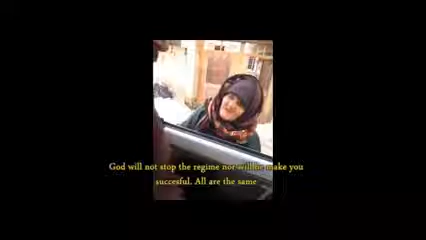 God will not stop the regime nor will he make you
succesful. All are the same